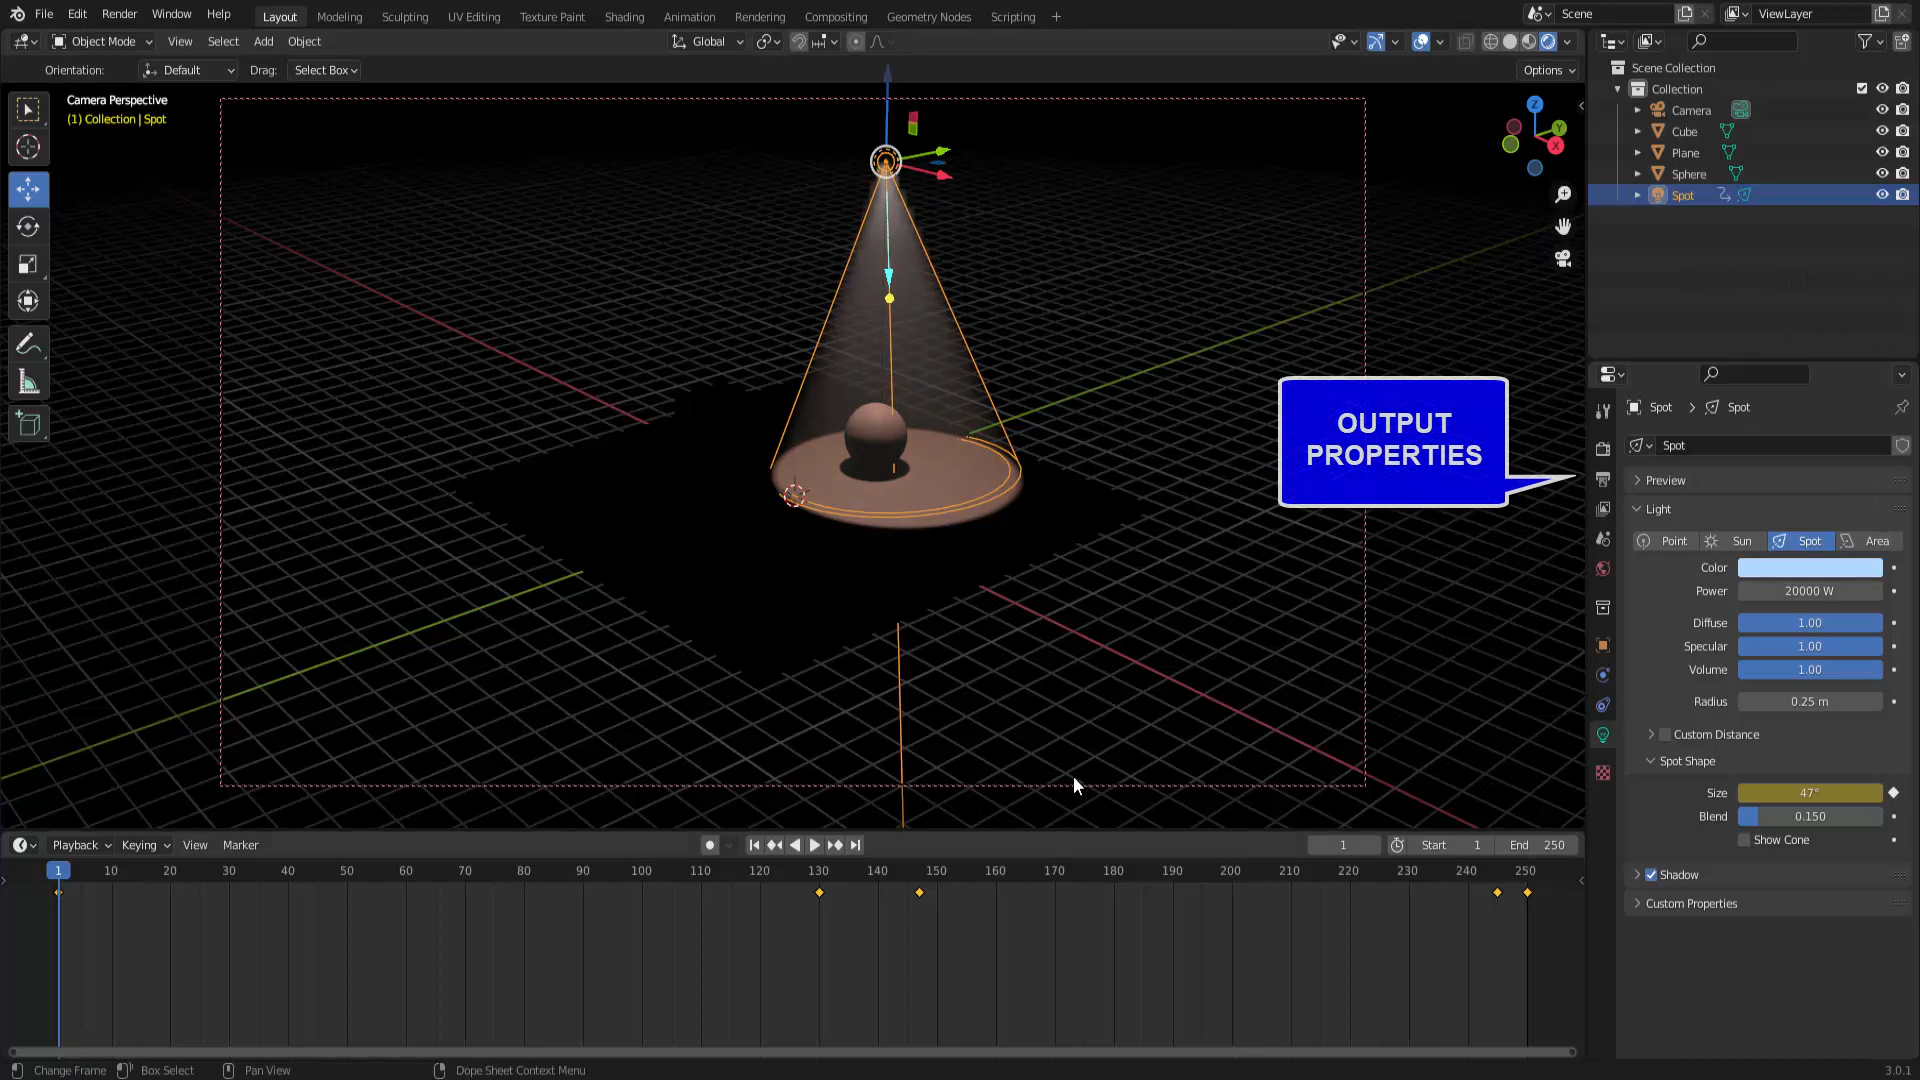 File Edit Render Window Help Layout Modeling Sculpting UV Editing Texture Paint Shading Animation Rendering Compositing Geometry Nodes Scripting + Scene ViewLayer
Object Mode View Select Add Object Global
Orientation: Default Drag: Select Box Options
Camera Perspective
(1) Collection | Spot
Z
Y
X
Scene Collection
Collection
Camera
Cube
Plane
Sphere
Spot
OUTPUT
PROPERTIES
Spot Spot
Spot
Preview
Light
Point Sun Spot Area
Color
Power 20000 W
Diffuse 1.00
Specular 1.00
Volume 1.00
Radius 0.25 m
Custom Distance
Spot Shape
Size 47°
Blend 0.150
Show Cone
Shadow
Custom Properties
Playback Keying View Marker 1 Start 1 End 250
1 10 20 30 40 50 60 70 80 90 100 110 120 130 140 150 160 170 180 190 200 210 220 230 240 250
Change Frame Box Select Pan View Dope Sheet Context Menu 3.0.1